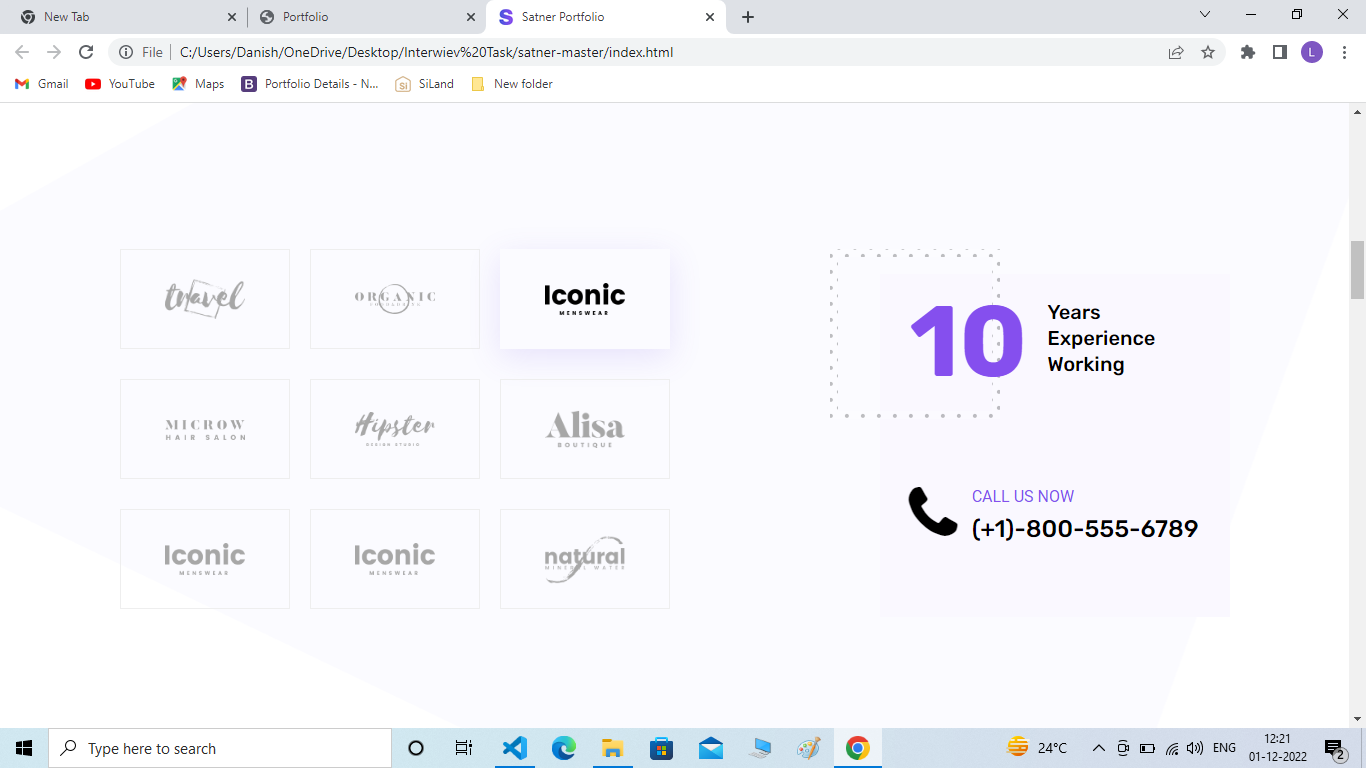 New Tab
Portfolio
Satner Portfolio
File
C:/Users/Danish/OneDrive/Desktop/Interwiev%20Task/satner-master/index.html
L
Gmail
YouTube
Maps
B
Portfolio Details - N...
Si
SiLand
New folder
travel
ORGANIC
Iconic
MENSWEAR
MICROW
HAIR SALON
Hipster
DESIGN STUDIO
Alisa
BOUTIQUE
Iconic
MENSWEAR
Iconic
MENSWEAR
natural
MINERAL WATER
10
Years
Experience
Working
CALL US NOW
(+1)-800-555-6789
Type here to search
24°C
ENG
12:21
01-12-2022
2